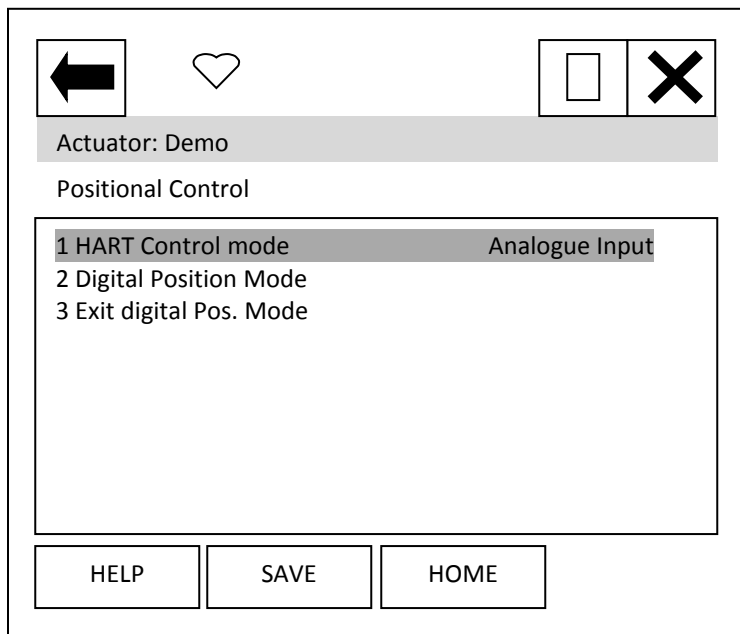 Actuator: Demo
Positional Control
1 HART Control mode Analogue Input
2 Digital Position Mode
3 Exit digital Pos. Mode
HELP SAVE HOME